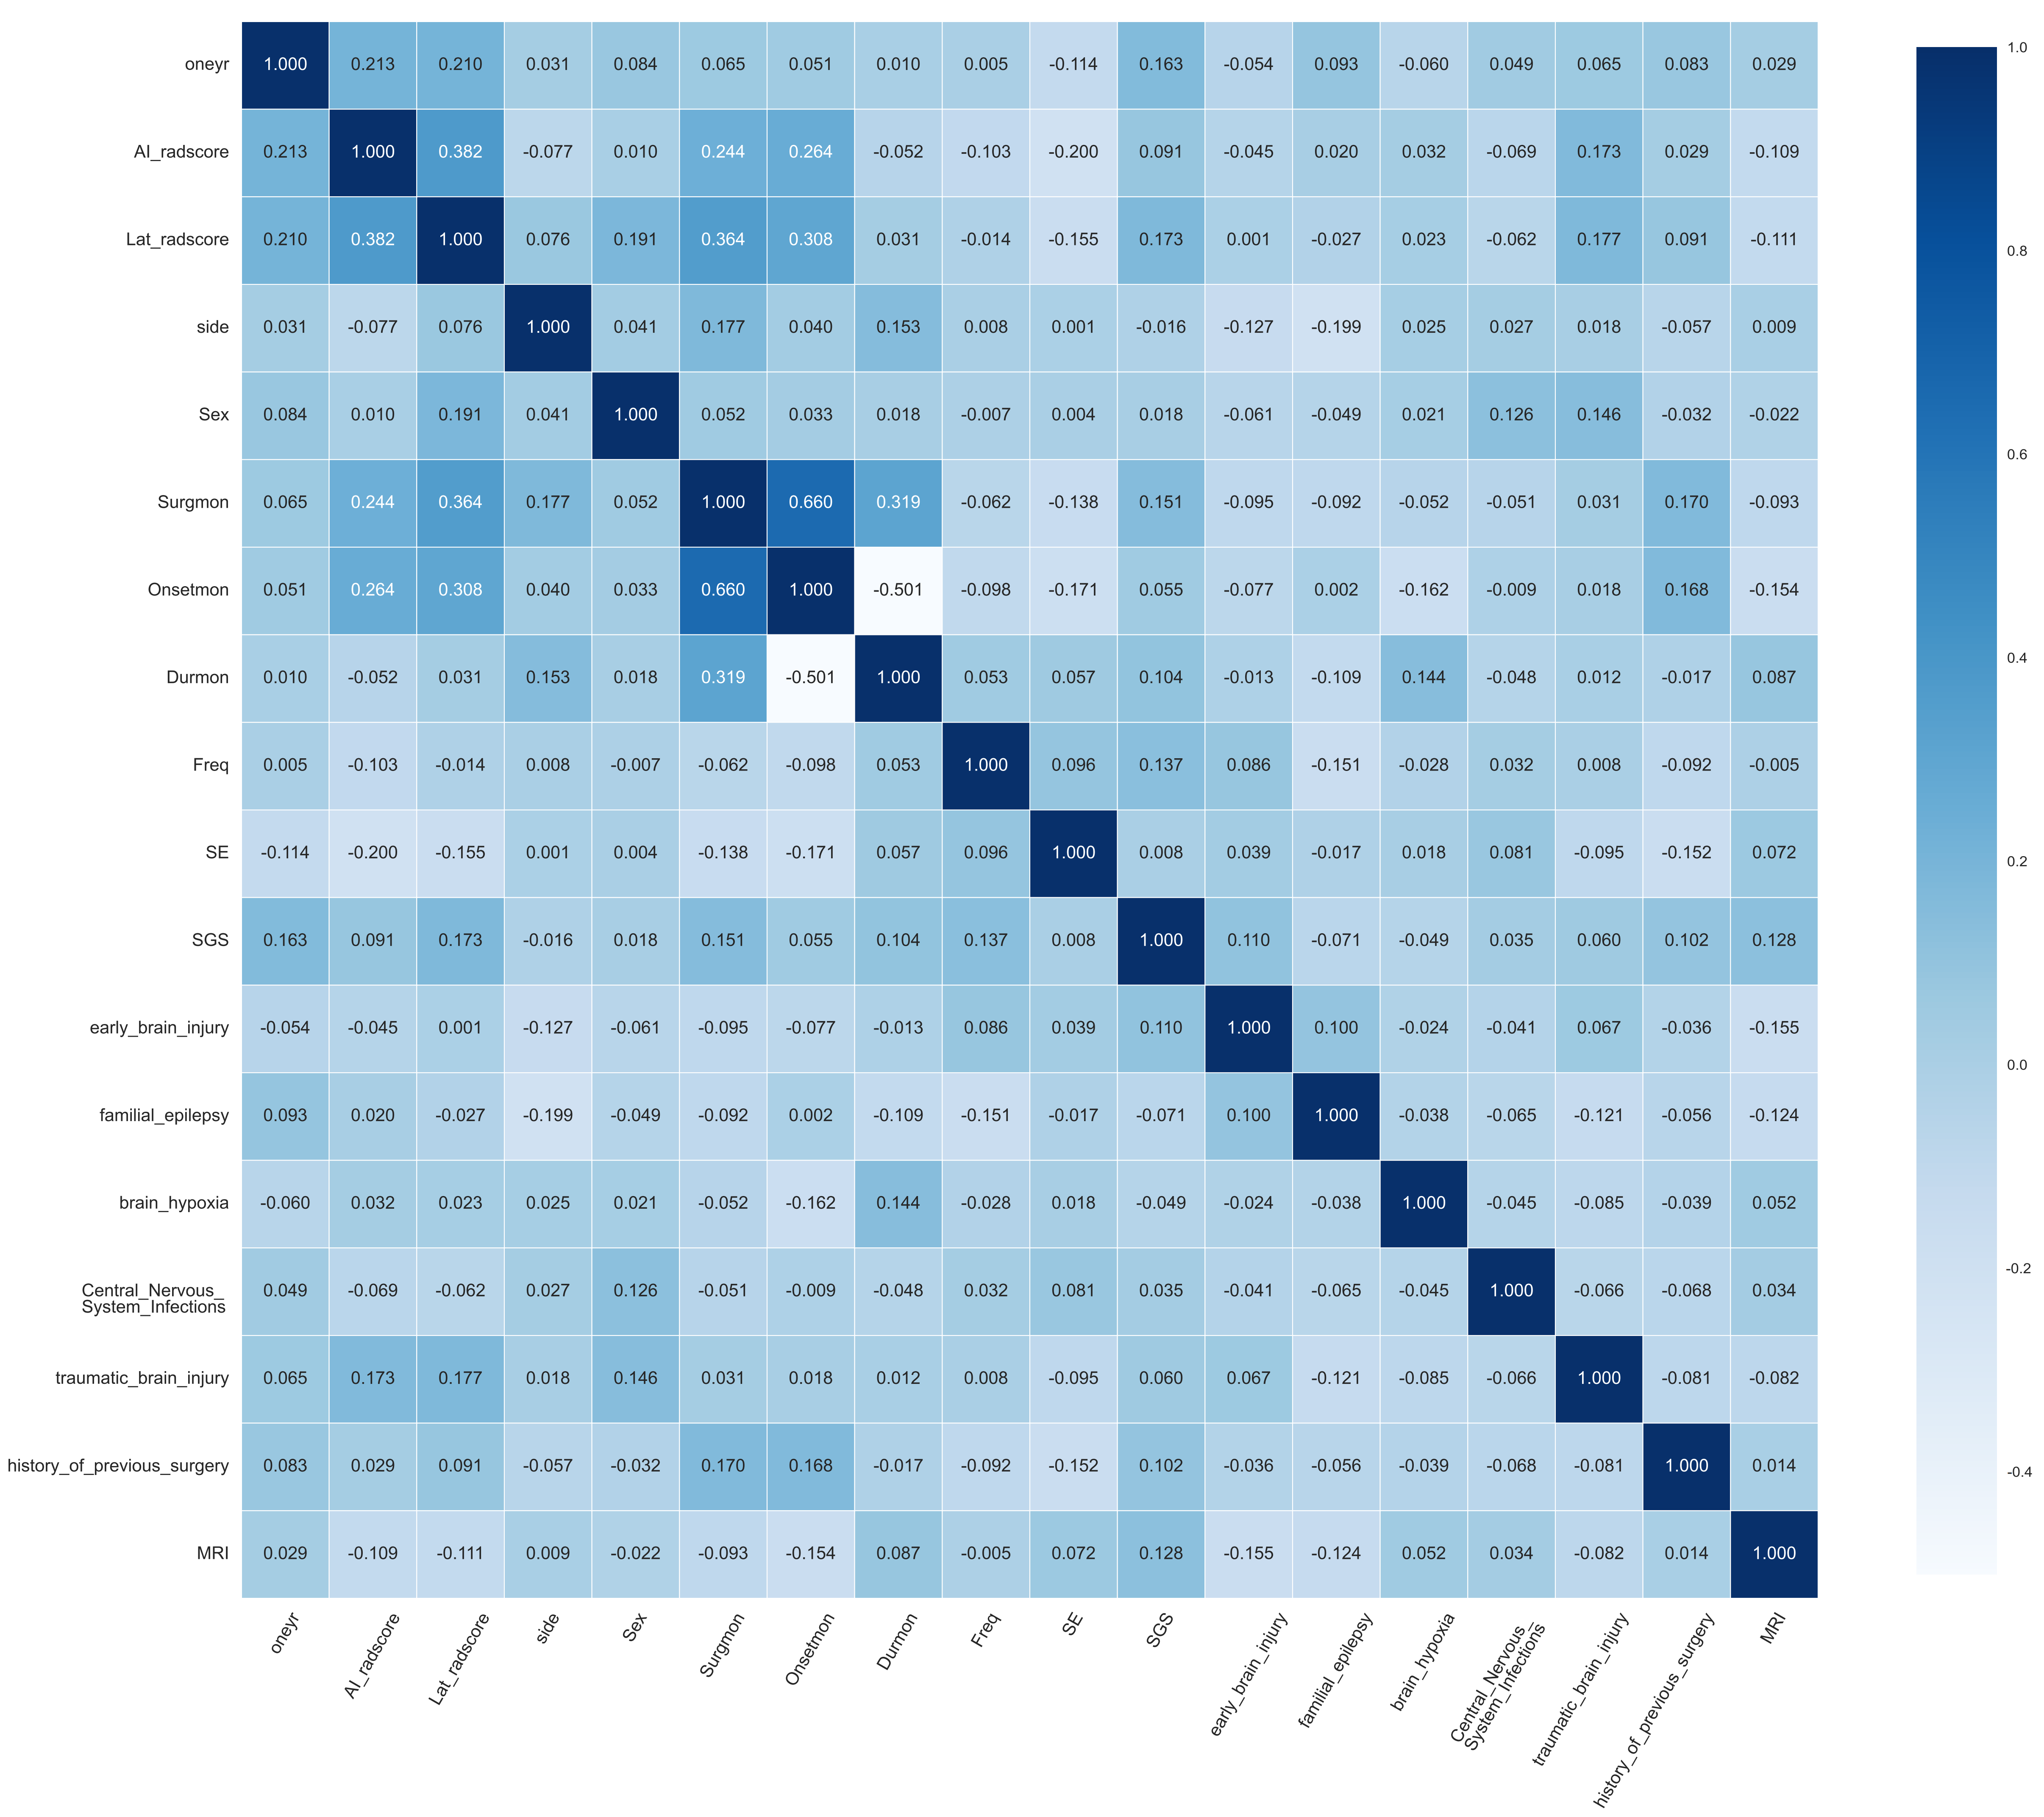 oneyr 1.000 0.213 0.210 0.031 0.084 0.065 0.051 0.010 0.005 -0.114 0.163 -0.054 0.093 -0.060 0.049 0.065 0.083 0.029
AI_radscore 0.213 1.000 0.382 -0.077 0.010 0.244 0.264 -0.052 -0.103 -0.200 0.091 -0.045 0.020 0.032 -0.069 0.173 0.029 -0.109
Lat_radscore 0.210 0.382 1.000 0.076 0.191 0.364 0.308 0.031 -0.014 -0.155 0.173 0.001 -0.027 0.023 -0.062 0.177 0.091 -0.111
side 0.031 -0.077 0.076 1.000 0.041 0.177 0.040 0.153 0.008 0.001 -0.016 -0.127 -0.199 0.025 0.027 0.018 -0.057 0.009
Sex 0.084 0.010 0.191 0.041 1.000 0.052 0.033 0.018 -0.007 0.004 0.018 -0.061 -0.049 0.021 0.126 0.146 -0.032 -0.022
Surgmon 0.065 0.244 0.364 0.177 0.052 1.000 0.660 0.319 -0.062 -0.138 0.151 -0.095 -0.092 -0.052 -0.051 0.031 0.170 -0.093
Onsetmon 0.051 0.264 0.308 0.040 0.033 0.660 1.000 -0.501 -0.098 -0.171 0.055 -0.077 0.002 -0.162 -0.009 0.018 0.168 -0.154
Durmon 0.010 -0.052 0.031 0.153 0.018 0.319 -0.501 1.000 0.053 0.057 0.104 -0.013 -0.109 0.144 -0.048 0.012 -0.017 0.087
Freq 0.005 -0.103 -0.014 0.008 -0.007 -0.062 -0.098 0.053 1.000 0.096 0.137 0.086 -0.151 -0.028 0.032 0.008 -0.092 -0.005
SE -0.114 -0.200 -0.155 0.001 0.004 -0.138 -0.171 0.057 0.096 1.000 0.008 0.039 -0.017 0.018 0.081 -0.095 -0.152 0.072
SGS 0.163 0.091 0.173 -0.016 0.018 0.151 0.055 0.104 0.137 0.008 1.000 0.110 -0.071 -0.049 0.035 0.060 0.102 0.128
early_brain_injury -0.054 -0.045 0.001 -0.127 -0.061 -0.095 -0.077 -0.013 0.086 0.039 0.110 1.000 0.100 -0.024 -0.041 0.067 -0.036 -0.155
familial_epilepsy 0.093 0.020 -0.027 -0.199 -0.049 -0.092 0.002 -0.109 -0.151 -0.017 -0.071 0.100 1.000 -0.038 -0.065 -0.121 -0.056 -0.124
brain_hypoxia -0.060 0.032 0.023 0.025 0.021 -0.052 -0.162 0.144 -0.028 0.018 -0.049 -0.024 -0.038 1.000 -0.045 -0.085 -0.039 0.052
Central_Nervous_
System_Infections 0.049 -0.069 -0.062 0.027 0.126 -0.051 -0.009 -0.048 0.032 0.081 0.035 -0.041 -0.065 -0.045 1.000 -0.066 -0.068 0.034
traumatic_brain_injury 0.065 0.173 0.177 0.018 0.146 0.031 0.018 0.012 0.008 -0.095 0.060 0.067 -0.121 -0.085 -0.066 1.000 -0.081 -0.082
history_of_previous_surgery 0.083 0.029 0.091 -0.057 -0.032 0.170 0.168 -0.017 -0.092 -0.152 0.102 -0.036 -0.056 -0.039 -0.068 -0.081 1.000 0.014
MRI 0.029 -0.109 -0.111 0.009 -0.022 -0.093 -0.154 0.087 -0.005 0.072 0.128 -0.155 -0.124 0.052 0.034 -0.082 0.014 1.000
oneyr
AI_radscore
Lat_radscore
side
Sex
Surgmon
Onsetmon
Durmon
Freq
SE
SGS
early_brain_injury
familial_epilepsy
brain_hypoxia
Central_Nervous_
System_Infections_
traumatic_brain_injury
history_of_previous_surgery
MRI
1.0
0.8
0.6
0.4
0.2
0.0
-0.2
-0.4